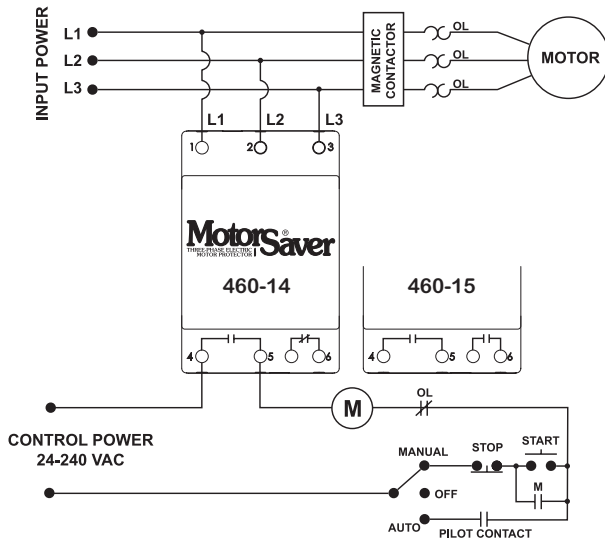 INPUT POWER
L1
L2
L3
MAGNETIC
CONTACTOR
OL
OL
OL
MOTOR
L1
L2
L3
1
2
3
MotorSaver®
THREE-PHASE ELECTRIC
MOTOR PROTECTOR
460-14
460-15
4
5
6
4
5
6
M
OL
CONTROL POWER
24-240 VAC
MANUAL
STOP
START
M
OFF
AUTO
PILOT CONTACT